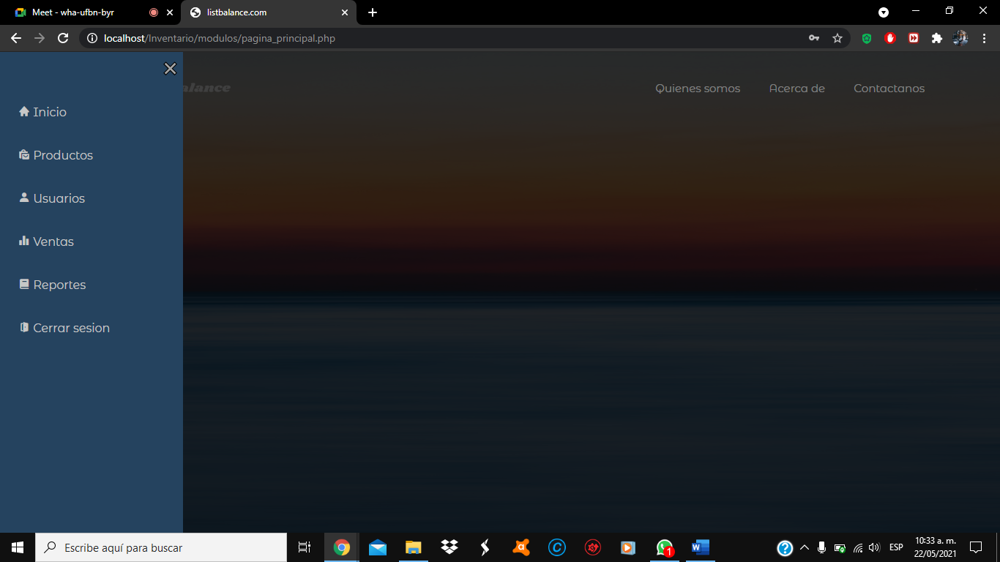 Meet - wha-ufbn-byr
listbalance.com
localhost/Inventario/modulos/pagina_principal.php
alance
Quienes somos
Acerca de
Contactanos
Inicio
Productos
Usuarios
Ventas
Reportes
Cerrar sesion
Escribe aquí para buscar
1
ESP
10:33 a. m.
22/05/2021